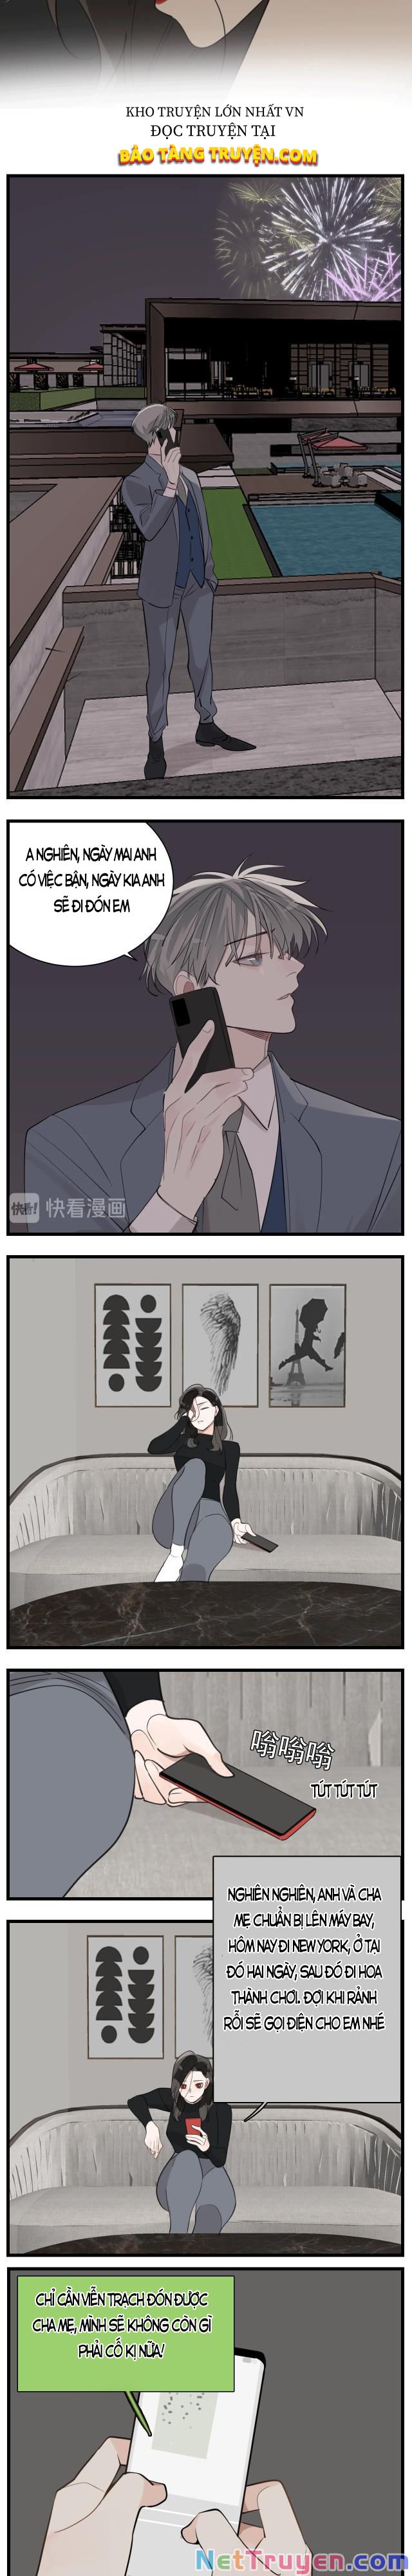 KHO TRUYỆN LỚN NHẤT VN
ĐỌC TRUYỆN TẠI
BẢO TÀNG TRUYỆN.COM
A NGHIÊN, NGÀY MAI ANH
CÓ VIỆC BẬN, NGÀY KIA ANH
SẼ ĐI ĐÓN EM
快看! 快看漫画
嗡嗡嗡
TÚT TÚT TÚT
NGHIÊN NGHIÊN, ANH VÀ CHA
MẸ CHUẨN BỊ LÊN MÁY BAY,
HÔM NAY ĐI NEW YORK, Ở TẠI
ĐÓ HAI NGÀY, SAU ĐÓ ĐI HOA
THÀNH CHƠI. ĐỢI KHI RẢNH
RỖI SẼ GỌI ĐIỆN CHO EM NHÉ
CHỈ CẦN VIỄN TRẠCH ĐÓN ĐƯỢC
CHA MẸ, MÌNH SẼ KHÔNG CÒN GÌ
PHẢI CỐ KỊ NỮA!
NetTruyen.com